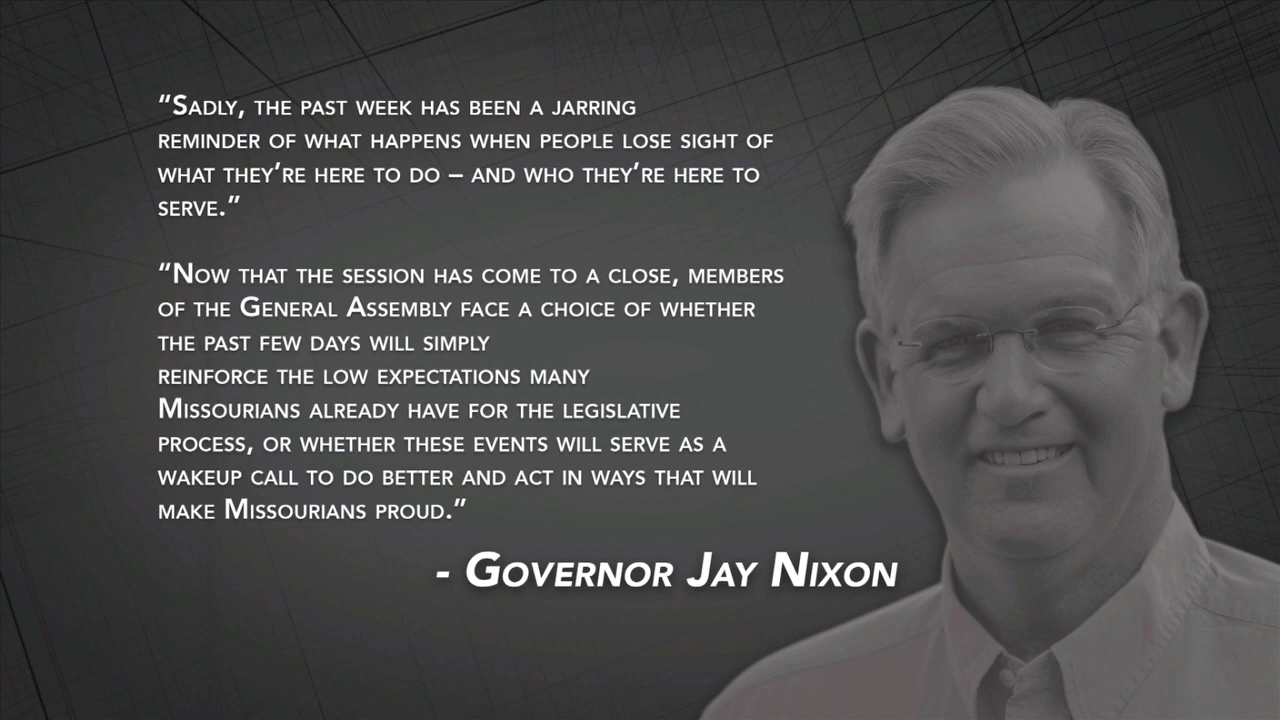 “Sadly, the past week has been a jarring
reminder of what happens when people lose sight of
what they’re here to do – and who they’re here to
serve.”
“Now that the session has come to a close, members
of the General Assembly face a choice of whether
the past few days will simply
reinforce the low expectations many
Missourians already have for the legislative
process, or whether these events will serve as a
wakeup call to do better and act in ways that will
make Missourians proud.”
- Governor Jay Nixon